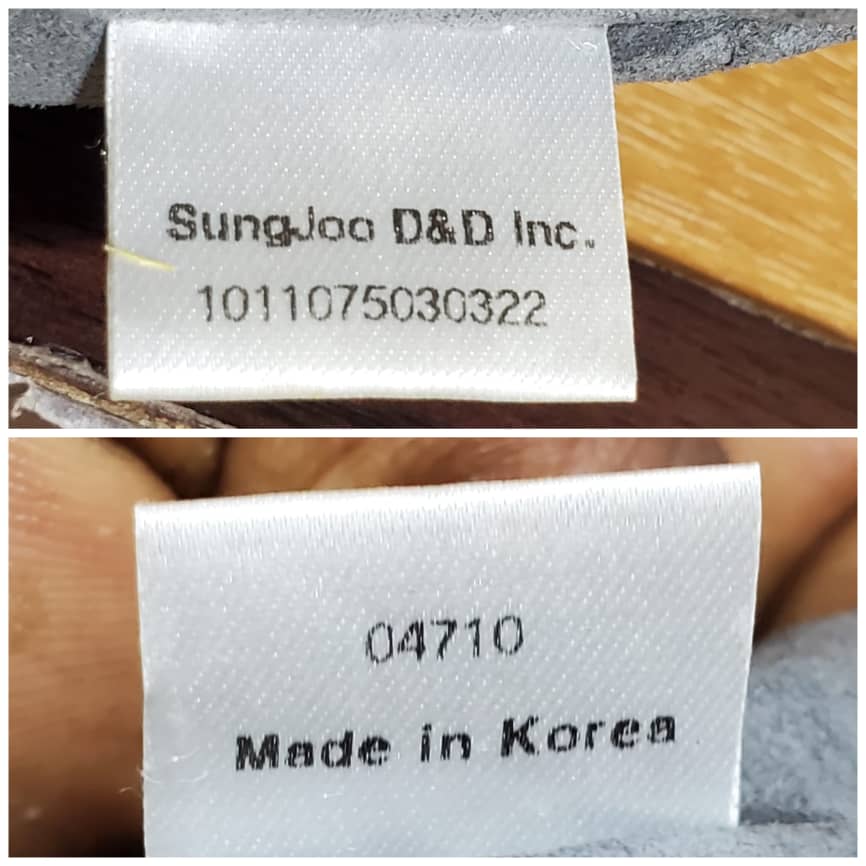 SungJoo D&D Inc.
1011075030322
04710
Made in Korea